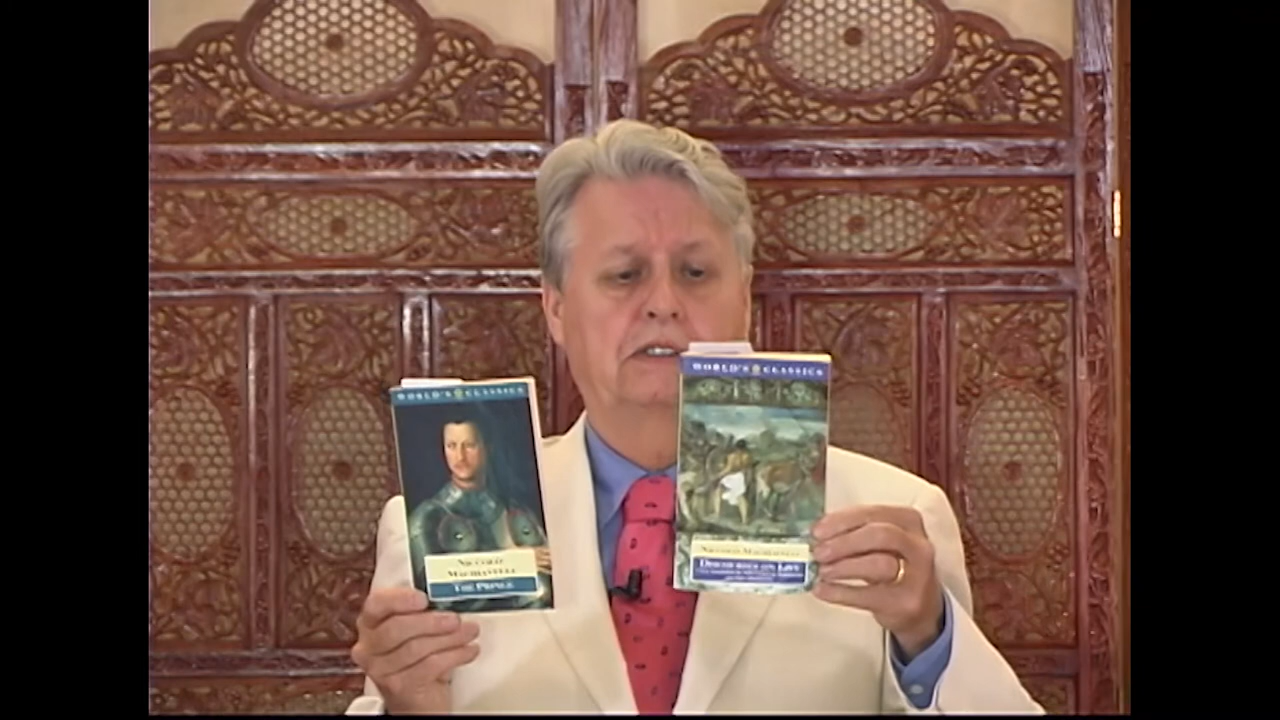 WORLD'S CLASSICS
NICCOLÒ
MACHIAVELLI
THE PRINCE
WORLD'S CLASSICS
NICCOLÒ MACHIAVELLI
DISCOURSES ON LIVY